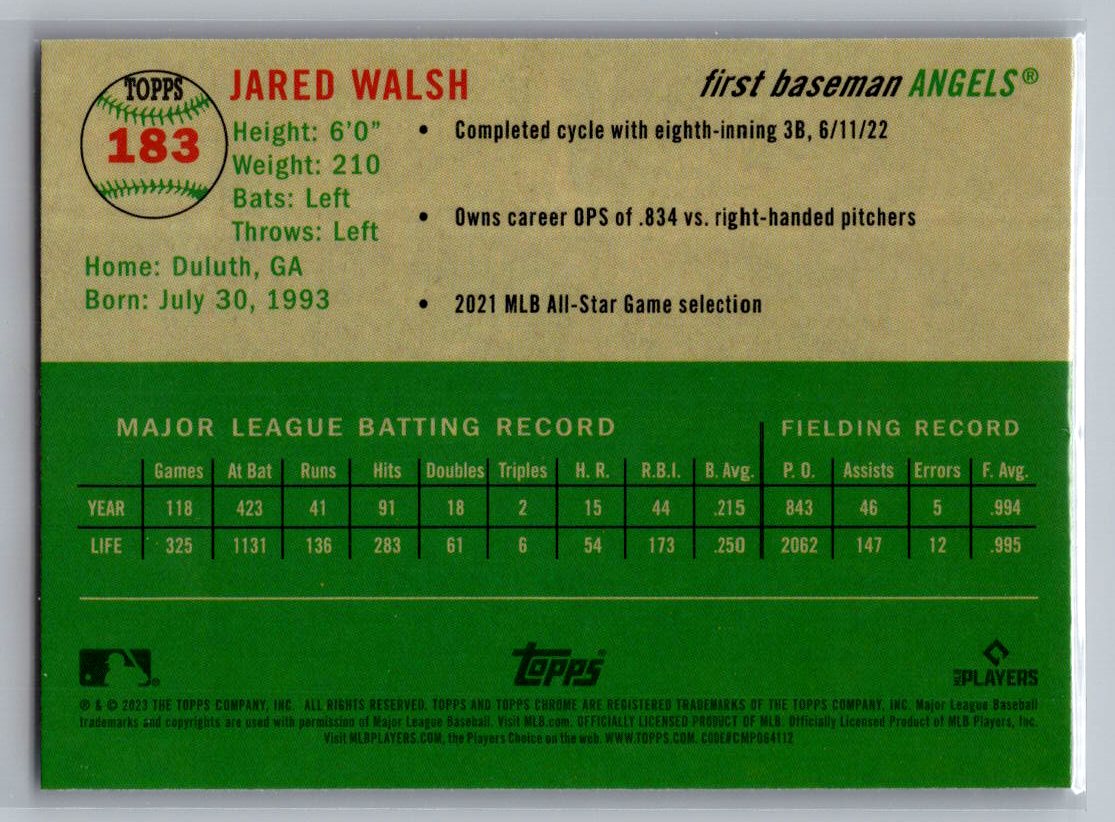 TOPPS
183
JARED WALSH
first baseman ANGELS®
Height: 6'0"
Weight: 210
Bats: Left
Throws: Left
Home: Duluth, GA
Born: July 30, 1993
• Completed cycle with eighth-inning 3B, 6/11/22
• Owns career OPS of .834 vs. right-handed pitchers
• 2021 MLB All-Star Game selection
MAJOR LEAGUE BATTING RECORD FIELDING RECORD
Games At Bat Runs Hits Doubles Triples H. R. R.B.I. B. Avg. P. O. Assists Errors F. Avg.
YEAR 118 423 41 91 18 2 15 44 .215 843 46 5 .994
LIFE 325 1131 136 283 61 6 54 173 .250 2062 147 12 .995
topps
PLAYERS
® & © 2023 THE TOPPS COMPANY, INC. ALL RIGHTS RESERVED. TOPPS AND TOPPS CHROME ARE REGISTERED TRADEMARKS OF THE TOPPS COMPANY, INC. Major League Baseball
trademarks and copyrights are used with permission of Major League Baseball. Visit MLB.com. OFFICIALLY LICENSED PRODUCT OF MLB. Officially Licensed Product of MLB Players, Inc.
Visit MLBPLAYERS.COM, the Players Choice on the web. WWW.TOPPS.COM. CODE#CMP064112